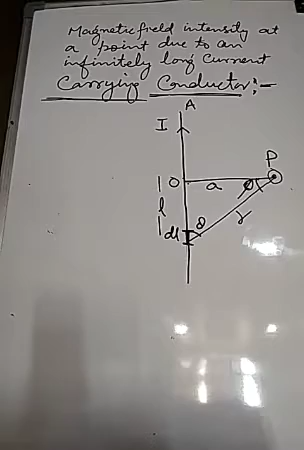 Magnetic field intensity at
a point due to an
infinitely long current
Carrying Conductor:-
A
I
P
O
a
l
dl
θ
r